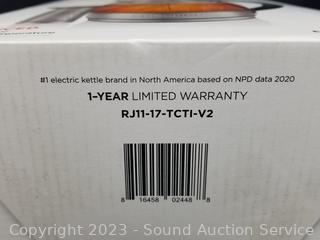 #1 electric kettle brand in North America based on NPD data 2020
1-YEAR LIMITED WARRANTY
RJ11-17-TCTI-V2
8 16458 02448 8
Copyright 2023 - Sound Auction Service